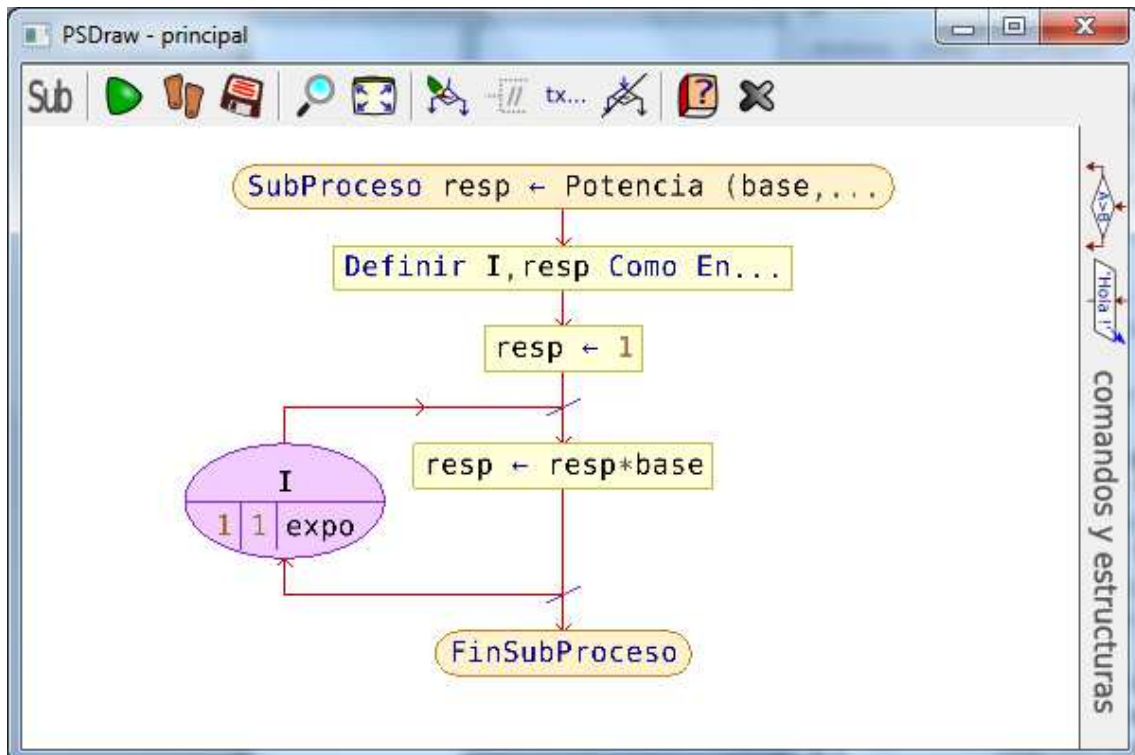 PSDraw - principal
Sub
tx...
SubProceso resp ← Potencia (base,...
Definir I,resp Como En...
resp ← 1
resp ← resp*base
I
1 1 expo
FinSubProceso
A>B
'Hola !'
comandos y estructuras